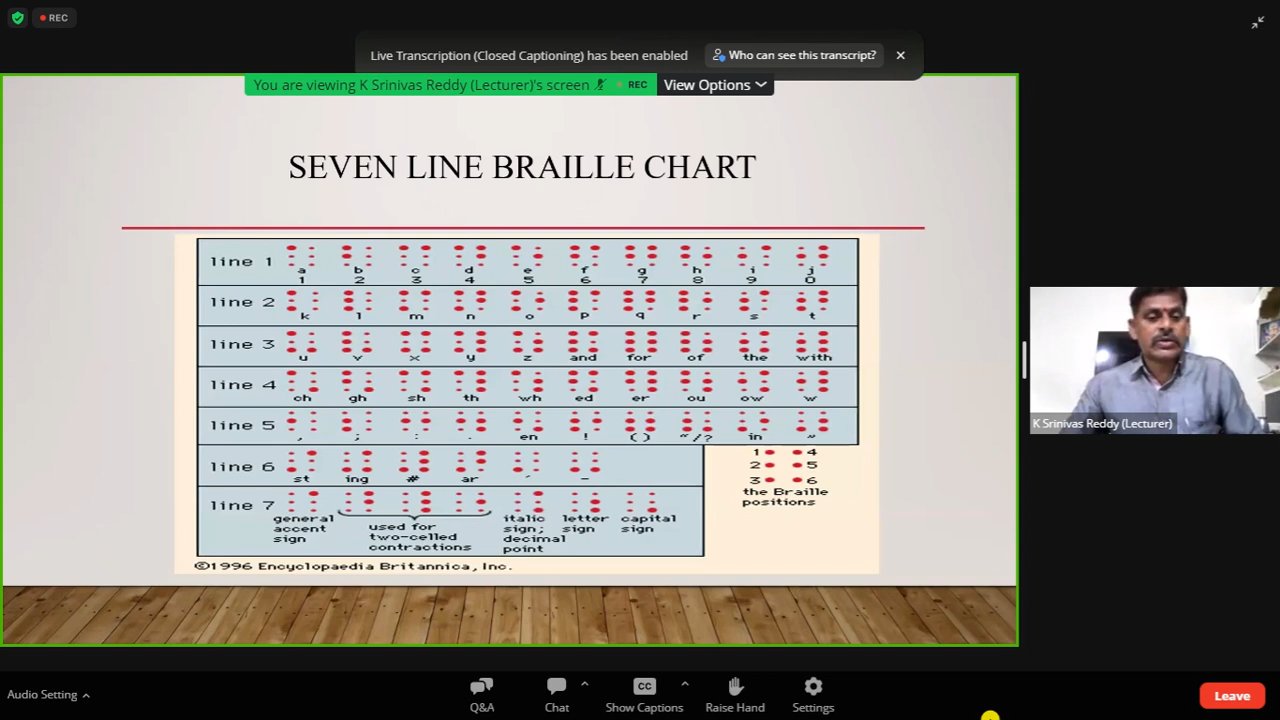 REC
Live Transcription (Closed Captioning) has been enabled
Who can see this transcript?
You are viewing K Srinivas Reddy (Lecturer)'s screen
REC
View Options
SEVEN LINE BRAILLE CHART
line 1
a b c d e f g h i j
1 2 3 4 5 6 7 8 9 0
line 2
k l m n o p q r s t
line 3
u v x y z and for of the with
line 4
ch gh sh th wh ed er ou ow w
line 5
, ; : . en ! () "/? in "
line 6
st ing # ar ' -
1 4
2 5
3 6
the Braille
positions
line 7
general
accent
sign
used for
two-celled
contractions
italic
sign;
decimal
point
letter
sign
capital
sign
©1996 Encyclopaedia Britannica, Inc.
K Srinivas Reddy (Lecturer)
Audio Setting
Q&A
Chat
CC
Show Captions
Raise Hand
Settings
Leave